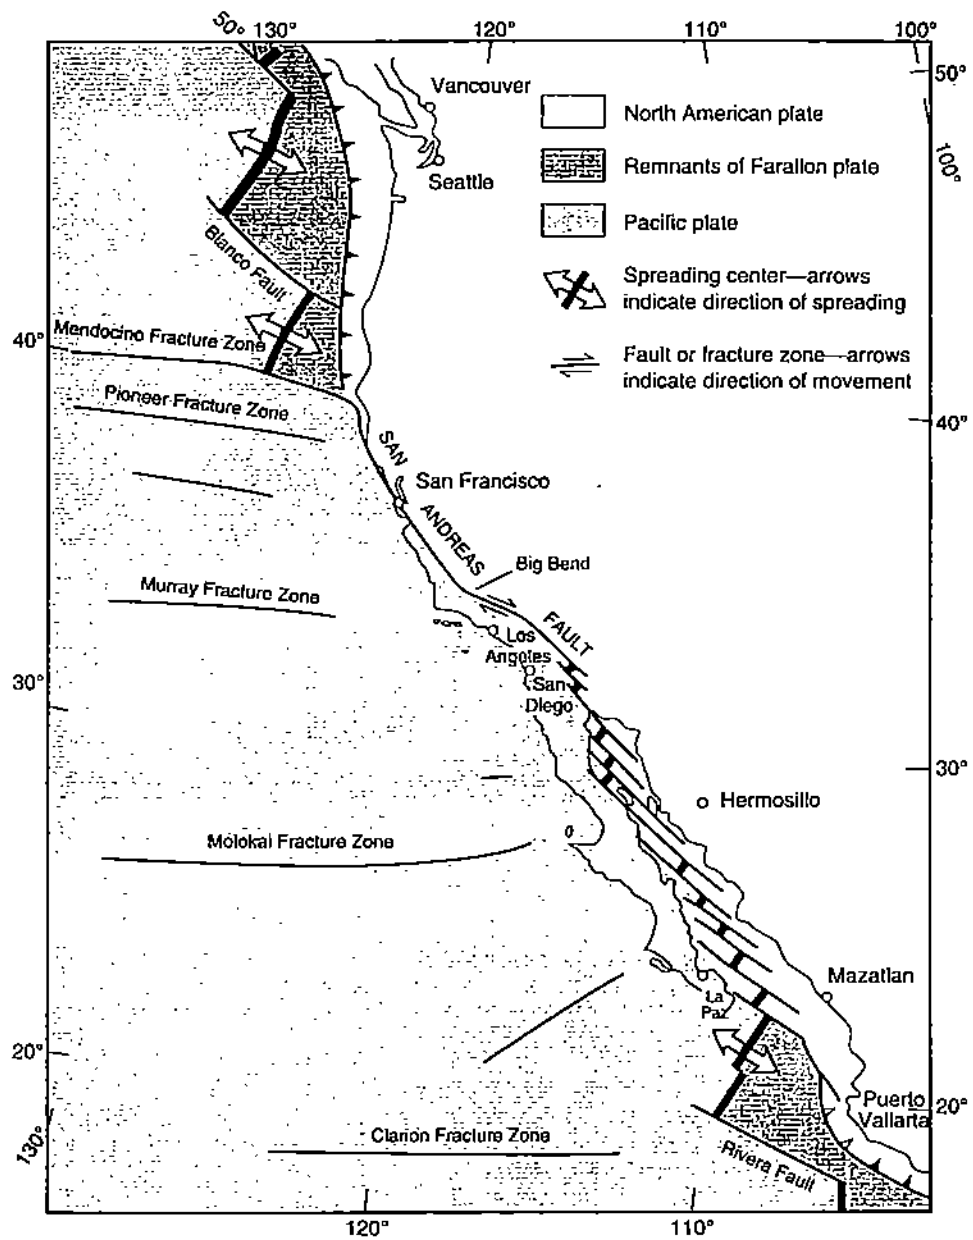 50° 130° 120° 110° 100°
50°
100°
Vancouver
Seattle
North American plate
Remnants of Farallon plate
Pacific plate
Spreading center—arrows
indicate direction of spreading
Fault or fracture zone—arrows
indicate direction of movement
Blanco Fault
40°
Mendocino Fracture Zone
Pioneer Fracture Zone
40°
SAN
ANDREAS
FAULT
San Francisco
Big Bend
Murray Fracture Zone
Los
Angeles
San
Diego
30°
30°
Hermosillo
Molokai Fracture Zone
Mazatlan
La
Paz
20°
Puerto
Vallarta
20°
130°
Clarion Fracture Zone
Rivera Fault
120°
110°